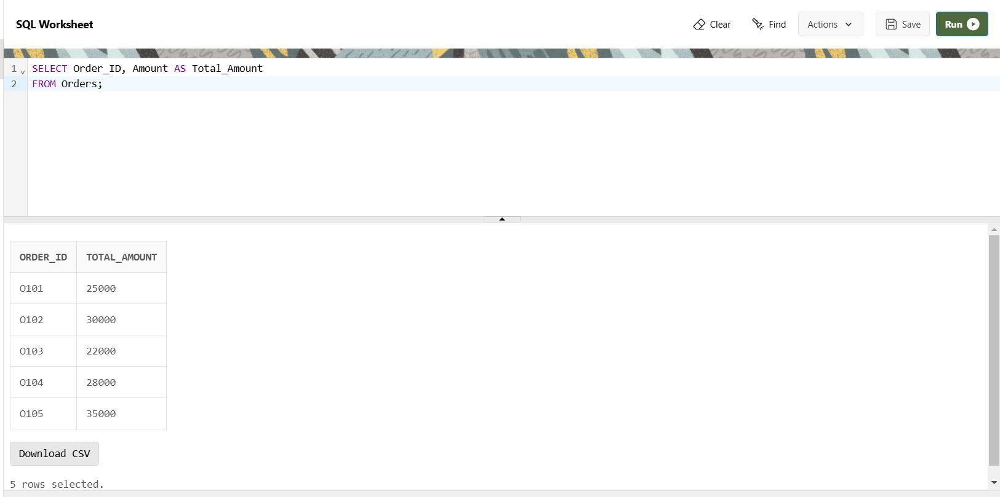 SQL Worksheet
Clear
Find
Actions
Save
Run
1 SELECT Order_ID, Amount AS Total_Amount
2 FROM Orders;
ORDER_ID TOTAL_AMOUNT
O101 25000
O102 30000
O103 22000
O104 28000
O105 35000
Download CSV
5 rows selected.